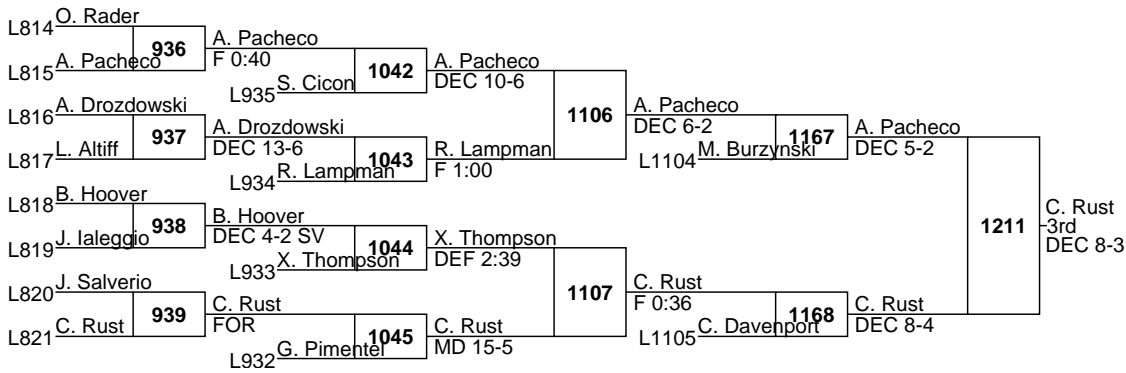 L814 O. Rader
936
L815 A. Pacheco
A. Pacheco
F 0:40
L935 S. Cicon
1042
A. Pacheco
DEC 10-6
L816 A. Drozdowski
937
L817 L. Altiff
A. Drozdowski
DEC 13-6
L934 R. Lampman
1043
R. Lampman
F 1:00
1106
A. Pacheco
DEC 6-2
L1104 M. Burzynski
1167
A. Pacheco
DEC 5-2
L818 B. Hoover
938
L819 J. Ialeggio
B. Hoover
DEC 4-2 SV
L933 X. Thompson
1044
X. Thompson
DEF 2:39
L820 J. Salverio
939
L821 C. Rust
C. Rust
FOR
L932 G. Pimentel
1045
C. Rust
MD 15-5
1107
C. Rust
F 0:36
L1105 C. Davenport
1168
C. Rust
DEC 8-4
1211
C. Rust
3rd
DEC 8-3